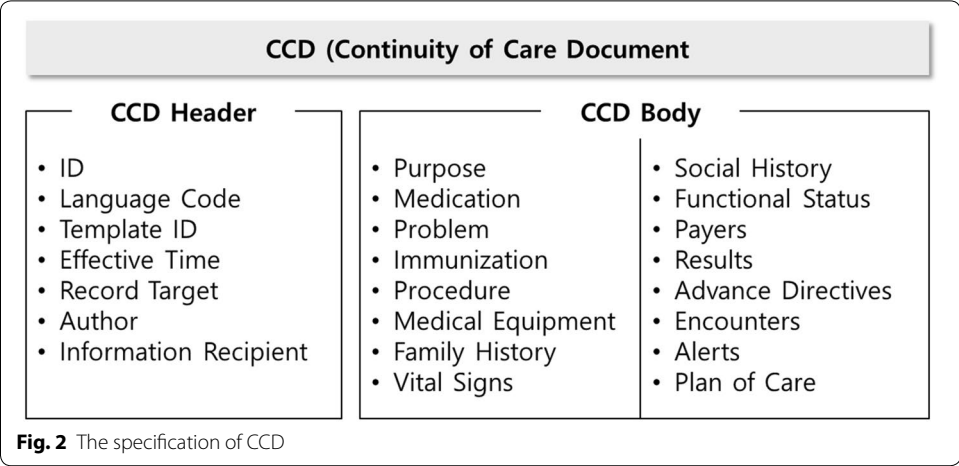 CCD (Continuity of Care Document
CCD Header
• ID
• Language Code
• Template ID
• Effective Time
• Record Target
• Author
• Information Recipient
CCD Body
• Purpose
• Medication
• Problem
• Immunization
• Procedure
• Medical Equipment
• Family History
• Vital Signs
• Social History
• Functional Status
• Payers
• Results
• Advance Directives
• Encounters
• Alerts
• Plan of Care
Fig. 2 The specification of CCD